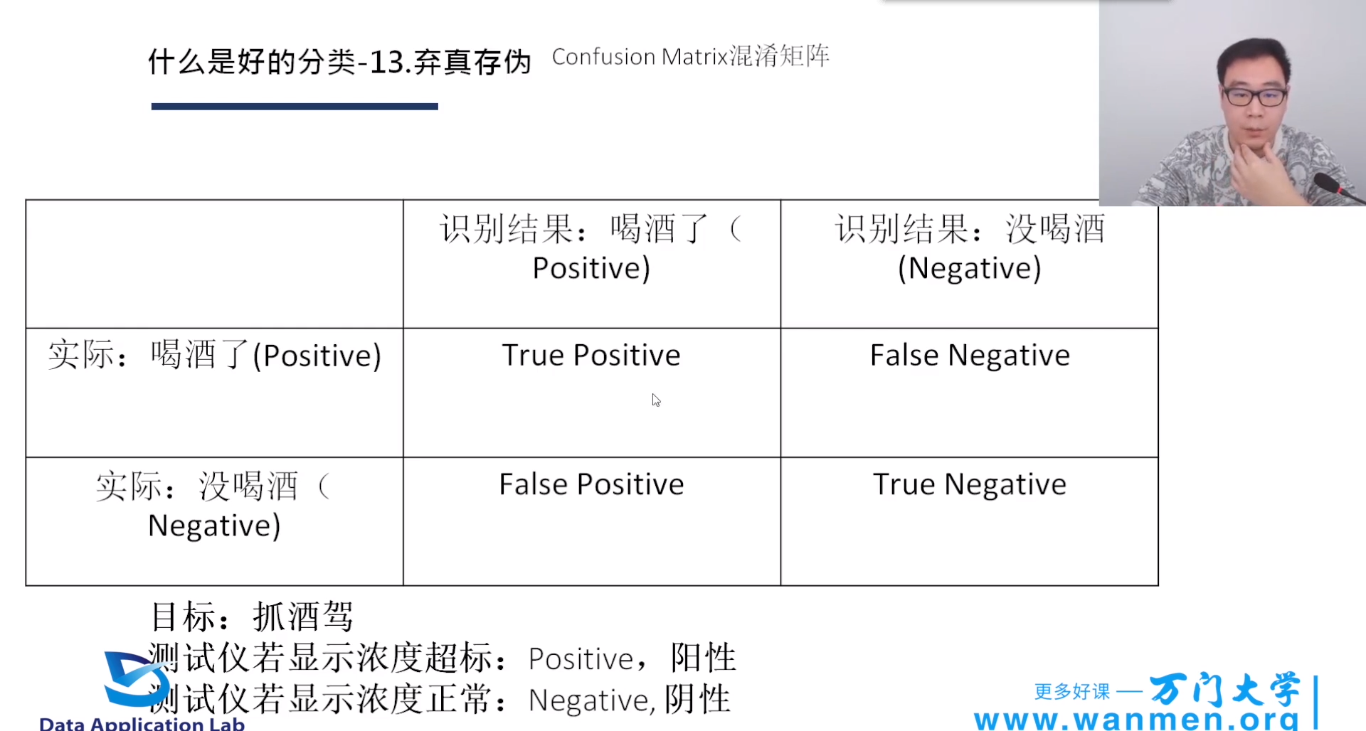 什么是好的分类-13.弃真存伪 Confusion Matrix混淆矩阵
识别结果：喝酒了（
Positive)
识别结果：没喝酒
(Negative)
实际：喝酒了(Positive)
True Positive
False Negative
实际：没喝酒（
Negative)
False Positive
True Negative
目标：抓酒驾
测试仪若显示浓度超标：Positive，阳性
测试仪若显示浓度正常：Negative, 阴性
Data Application Lab
更多好课 — 万门大学
www.wanmen.org